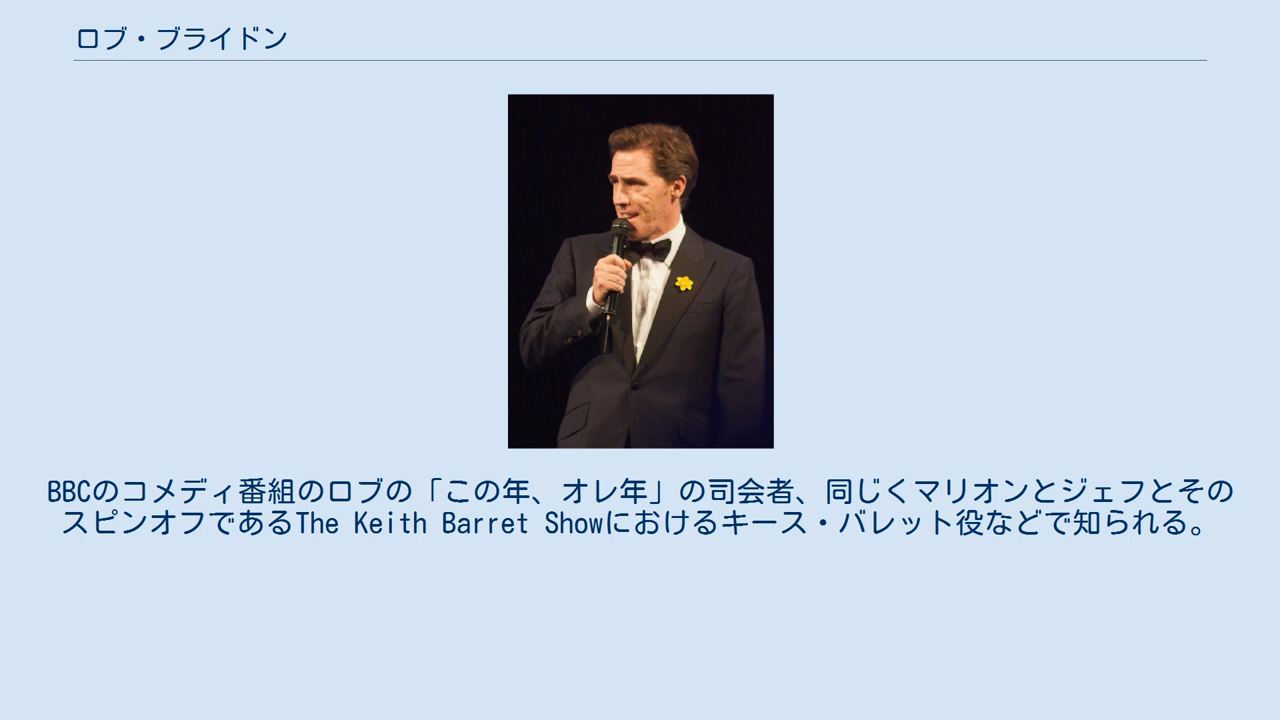 ロブ・ブライドン
BBCのコメディ番組のロブの「この年、オレ年」の司会者、同じくマリオンとジェフとその
スピンオフであるThe Keith Barret Showにおけるキース・バレット役などで知られる。